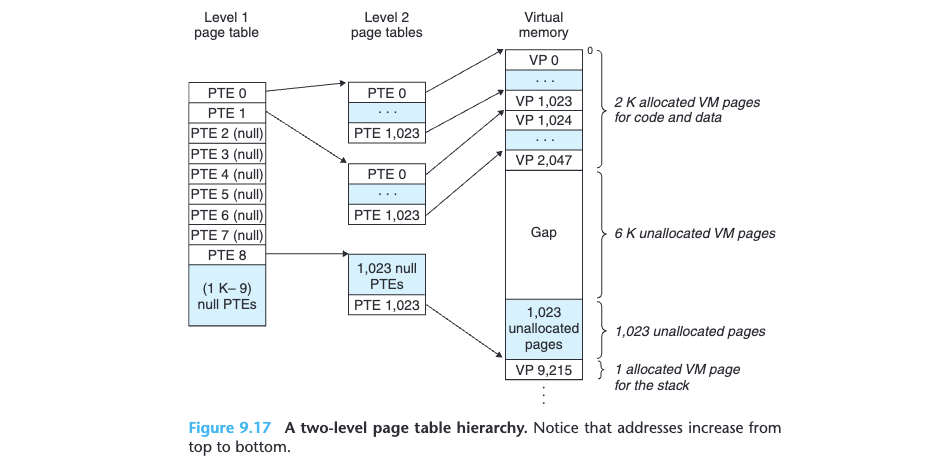 Level 1
page table
Level 2
page tables
Virtual
memory
PTE 0
PTE 1
PTE 2 (null)
PTE 3 (null)
PTE 4 (null)
PTE 5 (null)
PTE 6 (null)
PTE 7 (null)
PTE 8
(1 K– 9)
null PTEs
PTE 0
· · ·
PTE 1,023
PTE 0
· · ·
PTE 1,023
1,023 null
PTEs
PTE 1,023
0
VP 0
· · ·
VP 1,023
VP 1,024
· · ·
VP 2,047
Gap
1,023
unallocated
pages
VP 9,215
2 K allocated VM pages
for code and data
6 K unallocated VM pages
1,023 unallocated pages
1 allocated VM page
for the stack
Figure 9.17 A two-level page table hierarchy. Notice that addresses increase from
top to bottom.